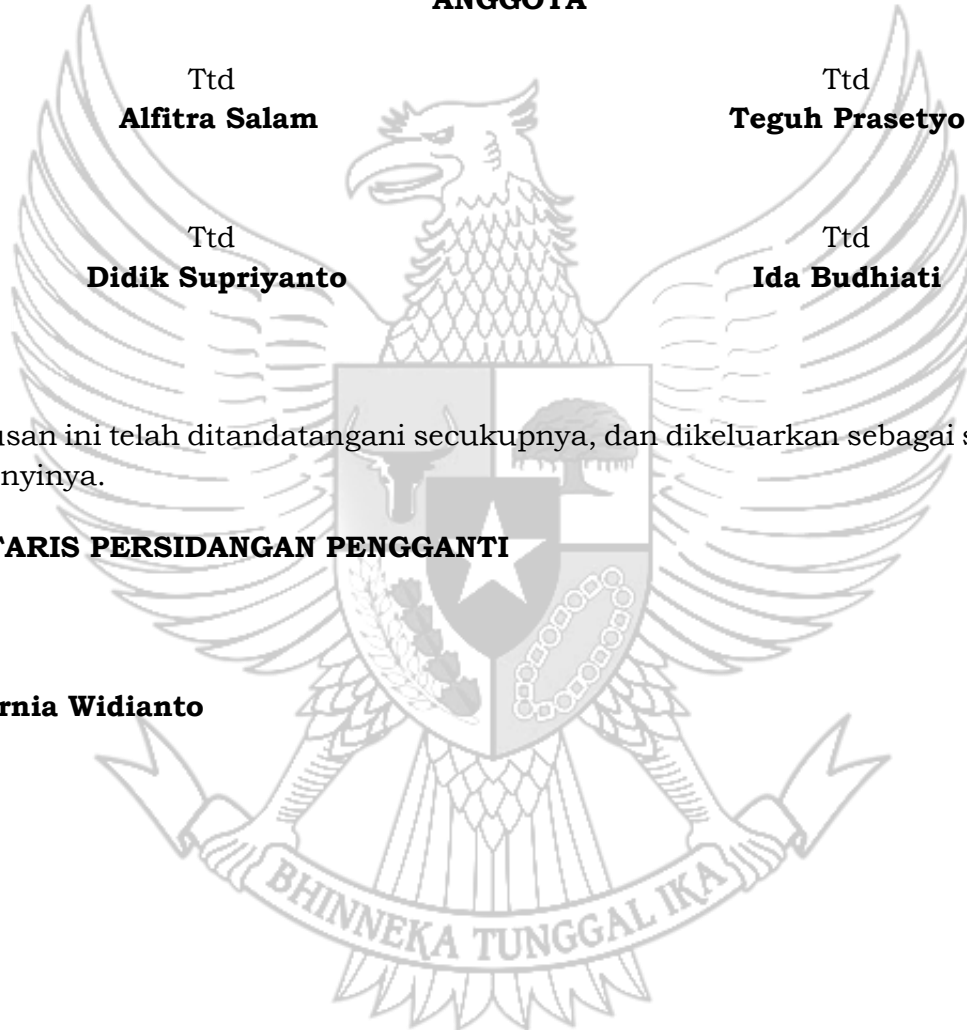 ANGGOTA
Ttd Ttd
Alfitra Salam Teguh Prasetyo
Ttd Ttd
Didik Supriyanto Ida Budhiati
usan ini telah ditandatangani secukupnya, dan dikeluarkan sebagai s
nyinya.
TARIS PERSIDANGAN PENGGANTI
rnia Widianto
BHINNEKA TUNGGAL IKA